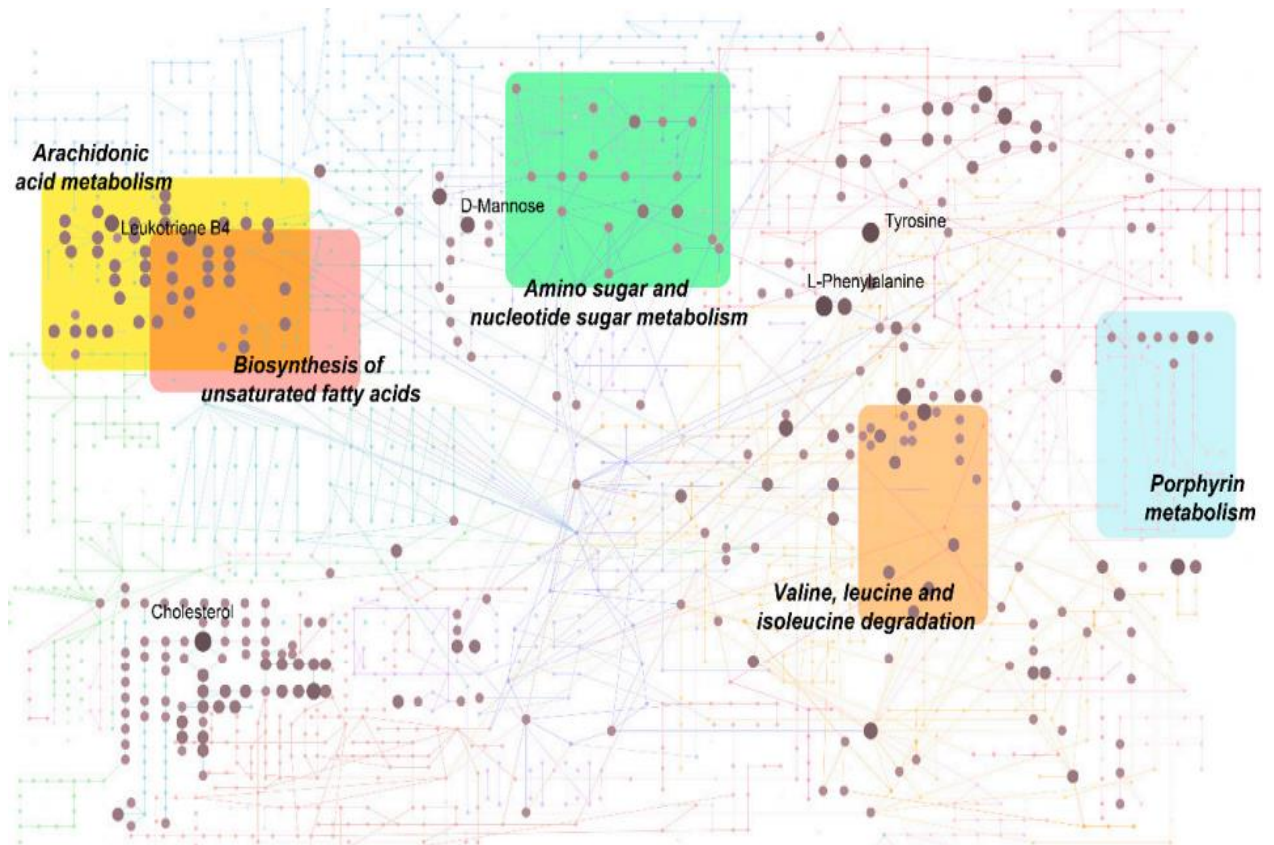 Arachidonic
acid metabolism
Leukotriene B4
D-Mannose
Tyrosine
L-Phenylalanine
Amino sugar and
nucleotide sugar metabolism
Biosynthesis of
unsaturated fatty acids
Porphyrin
metabolism
Valine, leucine and
isoleucine degradation
Cholesterol